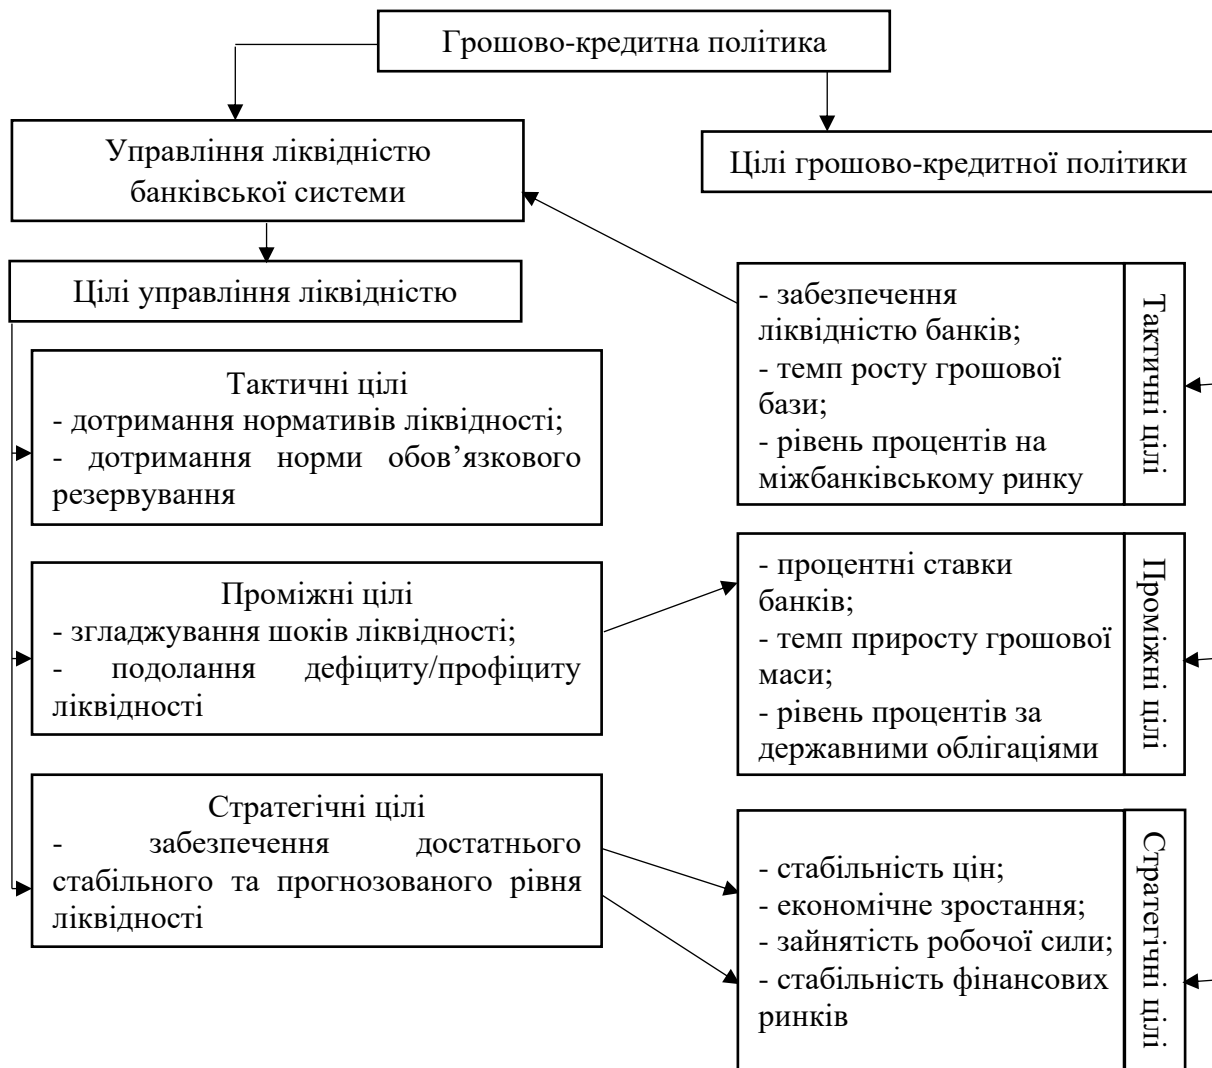 Грошово-кредитна політика
Управління ліквідністю
банківської системи
Цілі грошово-кредитної політики
Цілі управління ліквідністю
Тактичні цілі
- дотримання нормативів ліквідності;
- дотримання норми обов’язкового
резервування
- забезпечення
ліквідністю банків;
- темп росту грошової
бази;
- рівень процентів на
міжбанківському ринку
Тактичні цілі
Проміжні цілі
- згладжування шоків ліквідності;
- подолання дефіциту/профіциту
ліквідності
- процентні ставки
банків;
- темп приросту грошової
маси;
- рівень процентів за
державними облігаціями
Проміжні цілі
Стратегічні цілі
- забезпечення достатнього
стабільного та прогнозованого рівня
ліквідності
- стабільність цін;
- економічне зростання;
- зайнятість робочої сили;
- стабільність фінансових
ринків
Стратегічні цілі